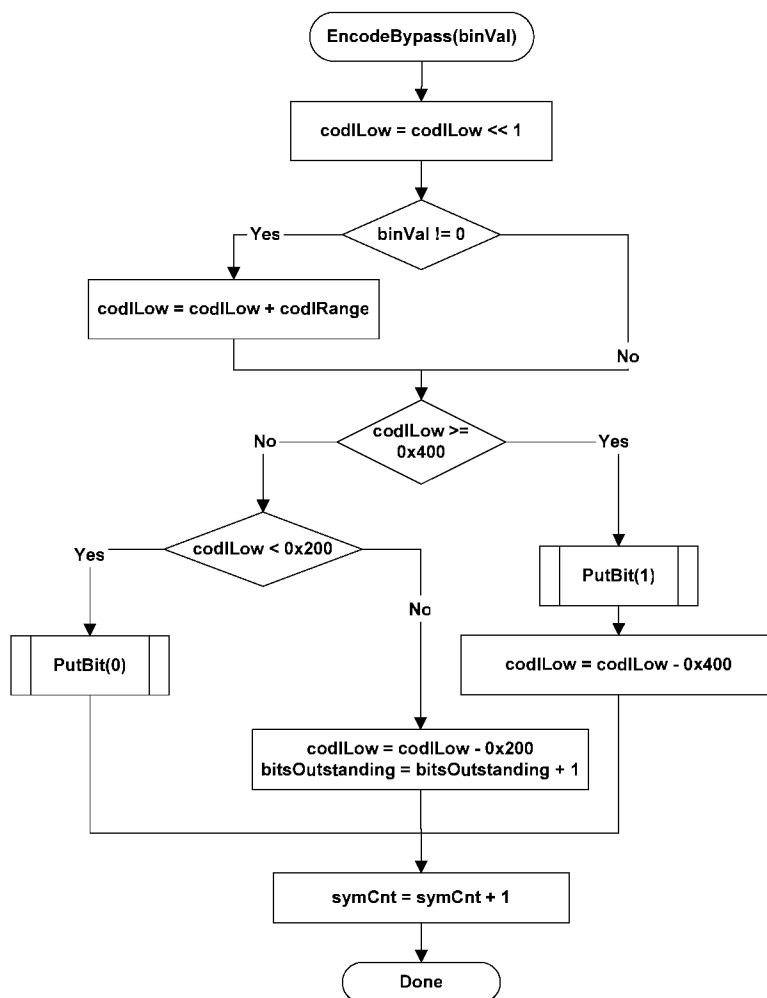 EncodeBypass(binVal)
codILow = codILow << 1
binVal != 0
Yes
codILow = codILow + codIRange
No
codILow >=
0x400
No
Yes
codILow < 0x200
Yes
No
PutBit(1)
PutBit(0)
codILow = codILow - 0x400
codILow = codILow - 0x200
bitsOutstanding = bitsOutstanding + 1
symCnt = symCnt + 1
Done